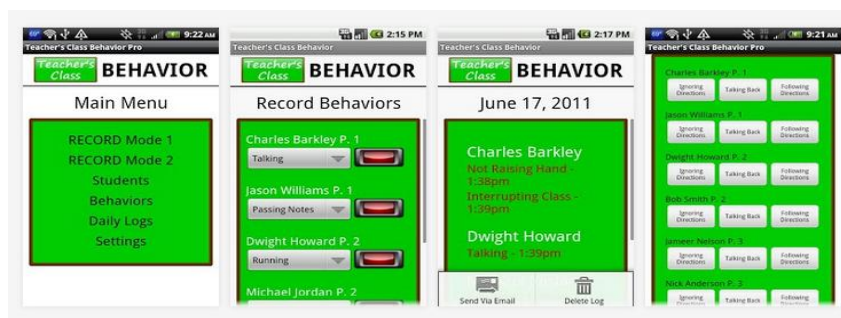 9:22 AM
Teacher's Class Behavior Pro
Teacher's Class BEHAVIOR
Main Menu
RECORD Mode 1
RECORD Mode 2
Students
Behaviors
Daily Logs
Settings
2:15 PM
Teacher's Class Behavior
Teacher's Class BEHAVIOR
Record Behaviors
Charles Barkley P. 1
Talking
Jason Williams P. 1
Passing Notes
Dwight Howard P. 2
Running
Michael Jordan P. 2
2:17 PM
Teacher's Class Behavior
Teacher's Class BEHAVIOR
June 17, 2011
Charles Barkley
Not Raising Hand -
1:38pm
Interrupting Class -
1:39pm
Dwight Howard
Talking - 1:39pm
Send Via Email Delete Log
9:21 AM
Teacher's Class Behavior Pro
Charles Barkley P. 1
Ignoring Directions Talking Back Following Directions
Jason Williams P. 1
Ignoring Directions Talking Back Following Directions
Dwight Howard P. 2
Ignoring Directions Talking Back Following Directions
Bob Smith P. 2
Ignoring Directions Talking Back Following Directions
Jameer Nelson P. 3
Ignoring Directions Talking Back Following Directions
Nick Anderson P. 3
Ignoring Directions Talking Back Following Directions